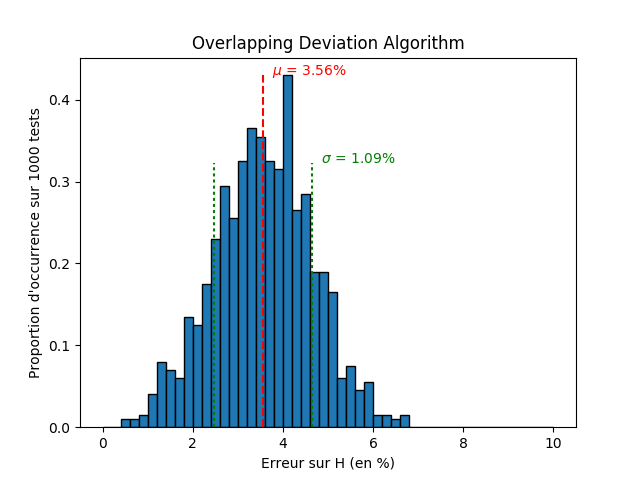 Overlapping Deviation Algorithm
μ = 3.56%
σ = 1.09%
Proportion d'occurrence sur 1000 tests
0.4
0.3
0.2
0.1
0.0
0 2 4 6 8 10
Erreur sur H (en %)